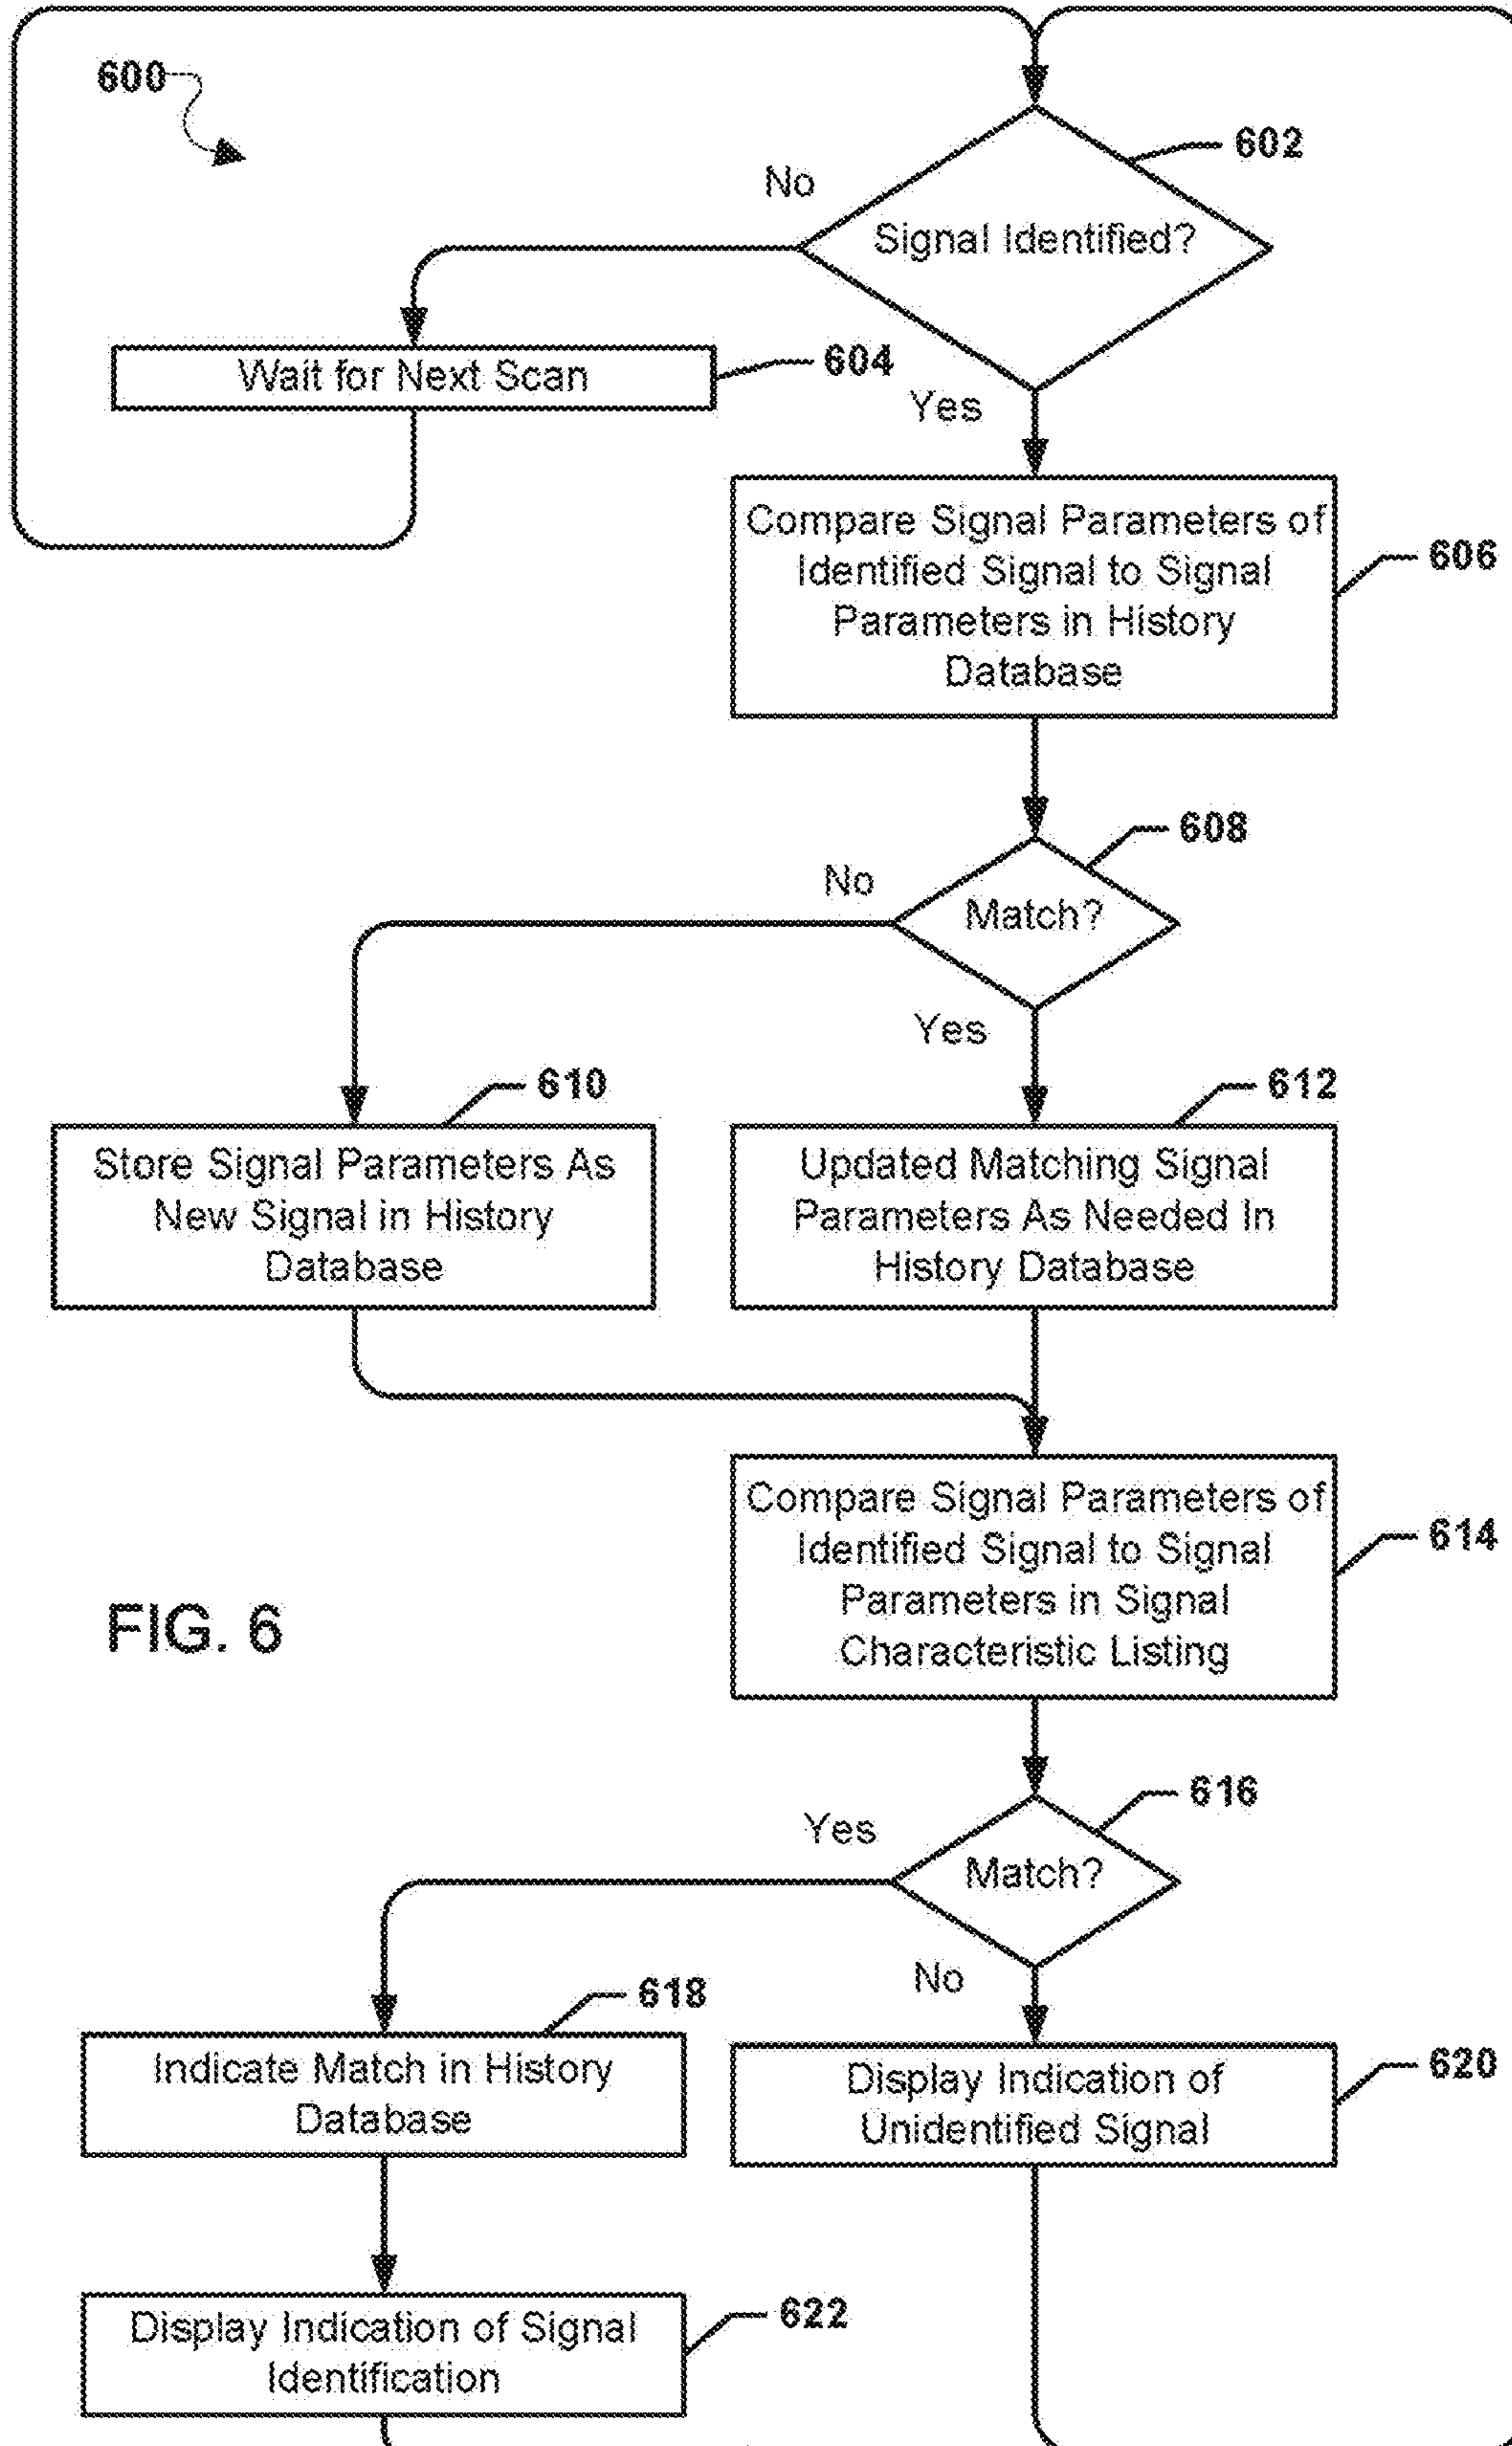 600
602
No
Signal Identified?
Wait for Next Scan
604
Yes
Compare Signal Parameters of
Identified Signal to Signal
Parameters in History
Database
606
608
No
Match?
Yes
610
612
Store Signal Parameters As
New Signal in History
Database
Updated Matching Signal
Parameters As Needed In
History Database
Compare Signal Parameters of
Identified Signal to Signal
Parameters in Signal
Characteristic Listing
614
FIG. 6
616
Yes
Match?
No
618
Indicate Match in History
Database
Display Indication of
Unidentified Signal
620
Display Indication of Signal
Identification
622